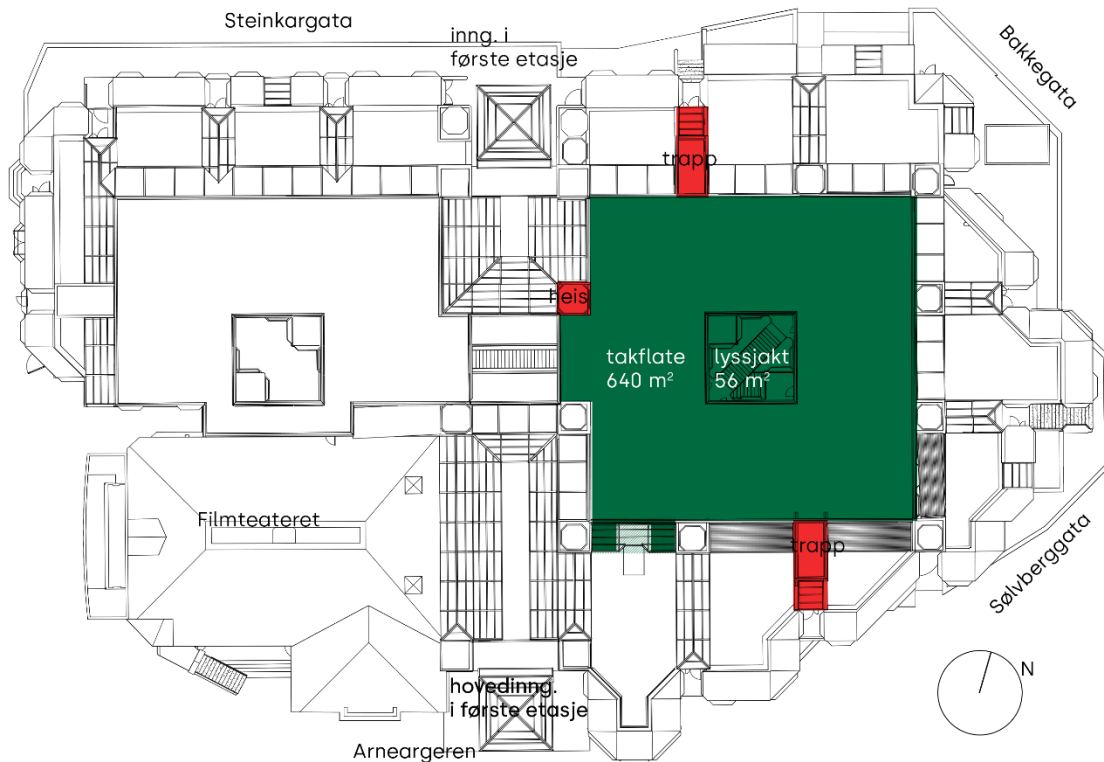 Steinkargata
inng. i
første etasje
Bakkegata
trapp
heis
takflate
640 m²
lyssjakt
56 m²
Filmteateret
trapp
Sølvberggata
N
hovedinng.
i første etasje
Arneargeren